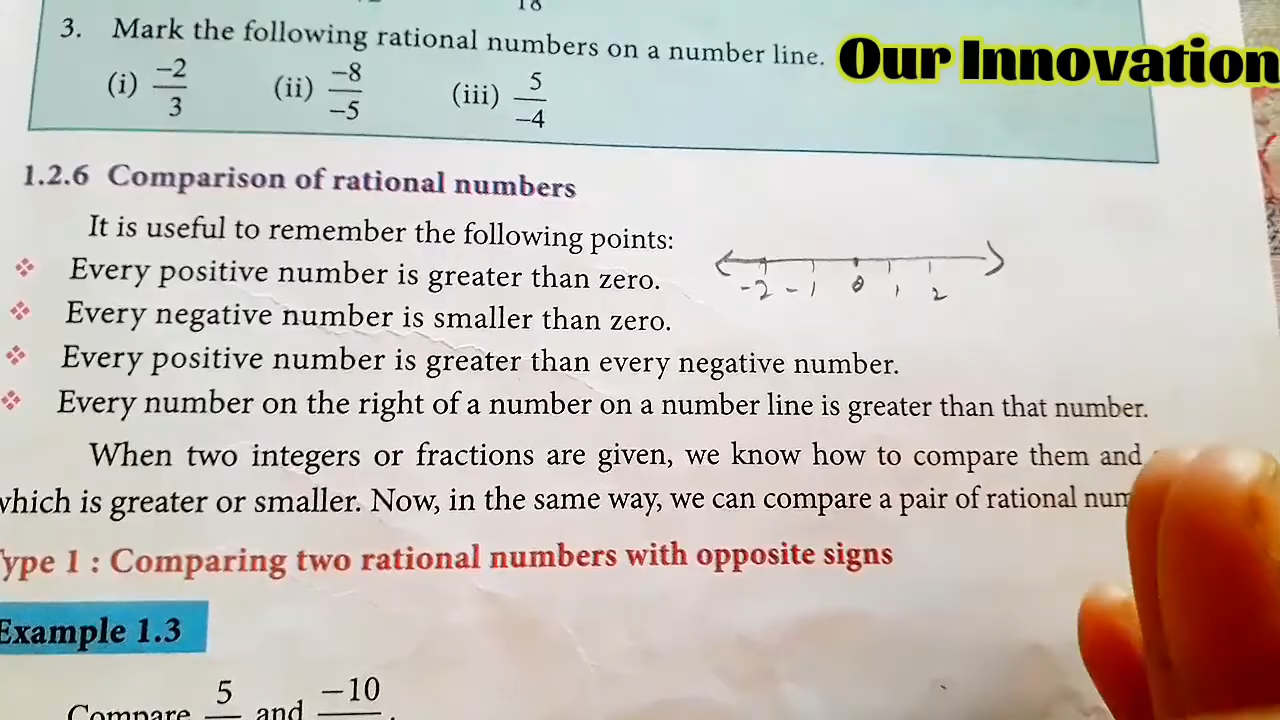 18
3. Mark the following rational numbers on a number line.
Our Innovation
(i) -2/3 (ii) -8/-5 (iii) 5/-4
1.2.6 Comparison of rational numbers
It is useful to remember the following points:
❖ Every positive number is greater than zero.
-2 -1 0 1 2
❖ Every negative number is smaller than zero.
❖ Every positive number is greater than every negative number.
❖ Every number on the right of a number on a number line is greater than that number.
When two integers or fractions are given, we know how to compare them and
which is greater or smaller. Now, in the same way, we can compare a pair of rational num
ype 1 : Comparing two rational numbers with opposite signs
Example 1.3
Compare 5 and -10 .